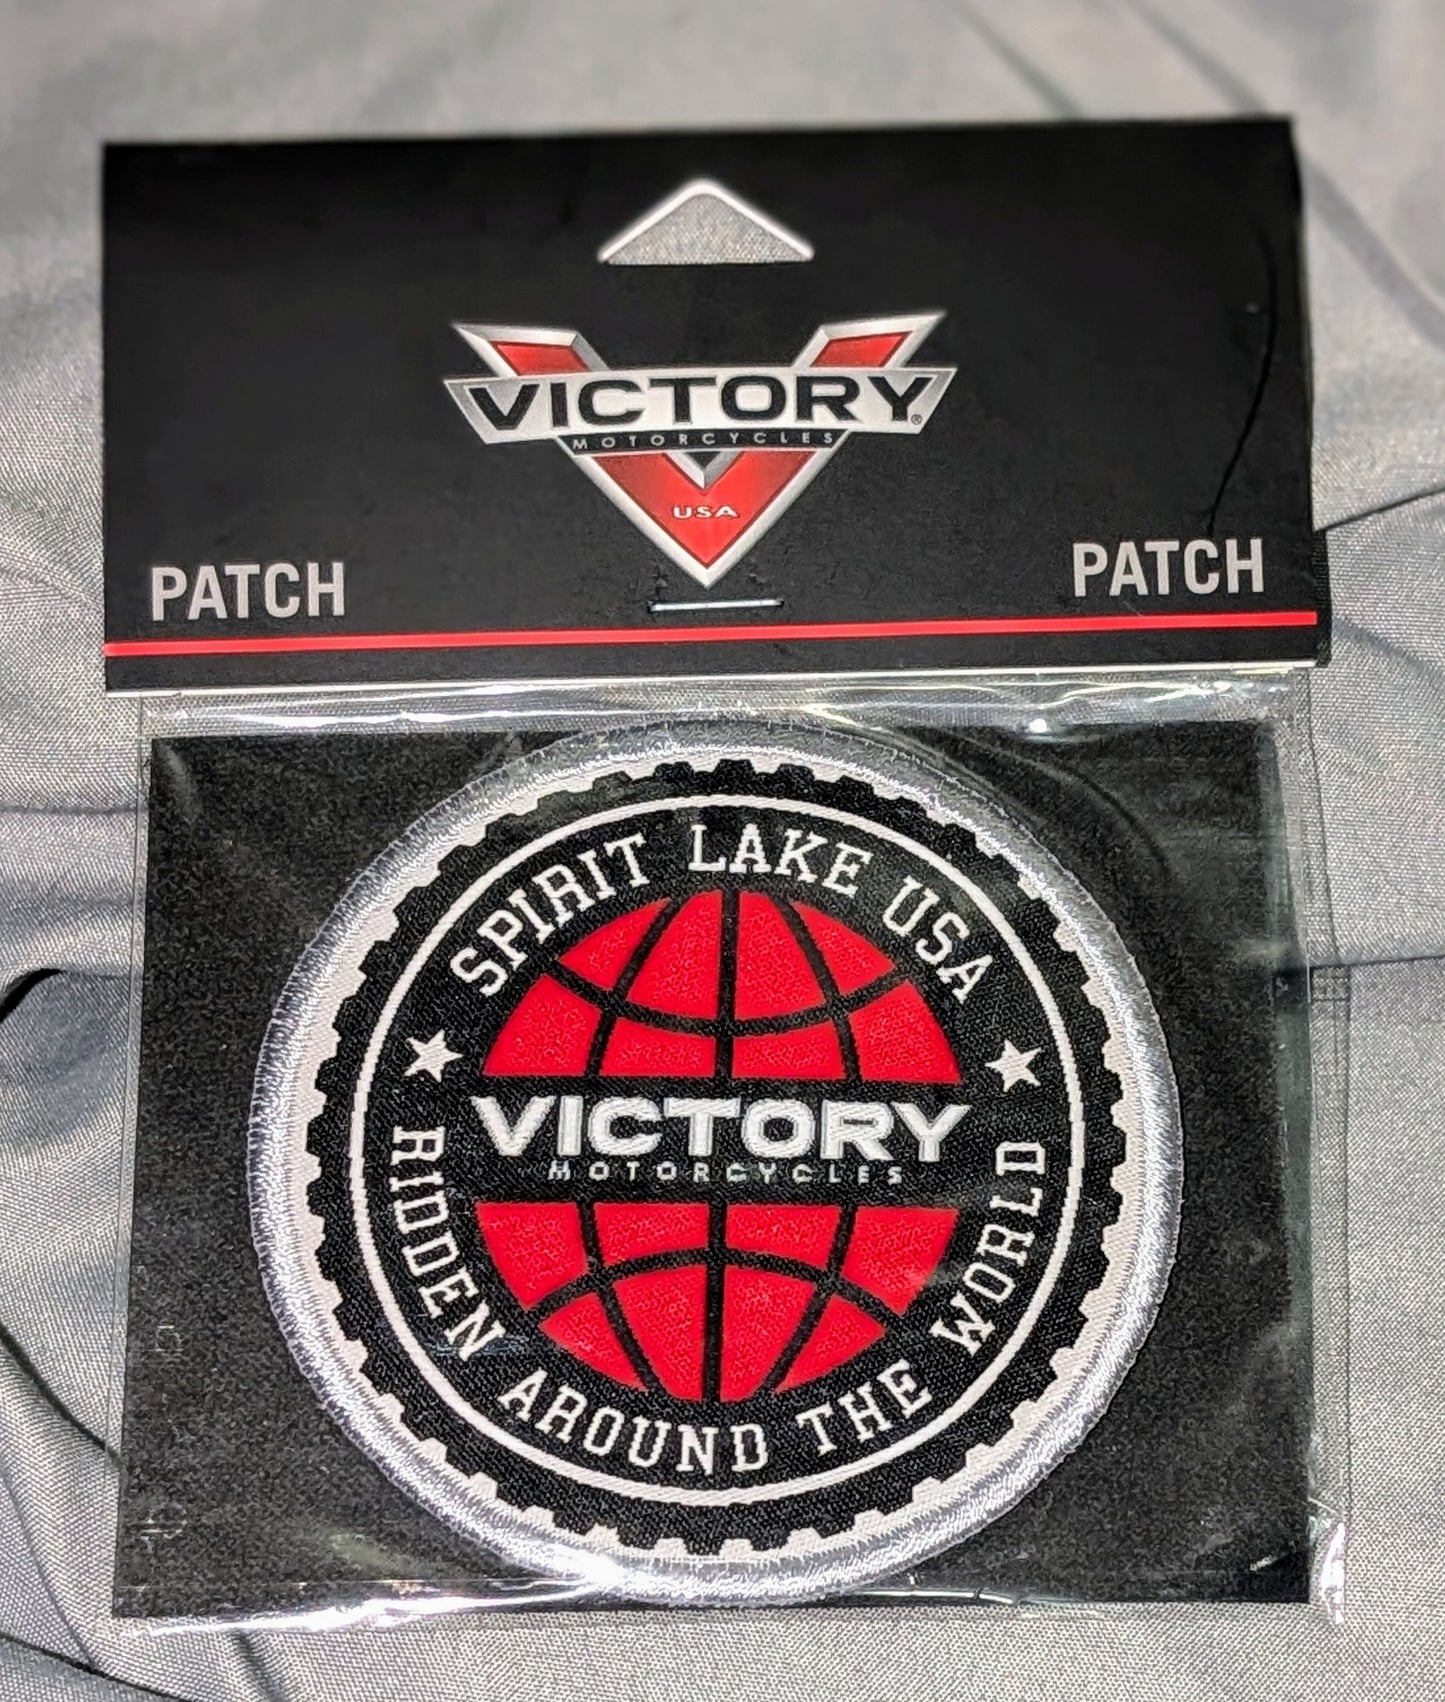 VICTORY®
MOTORCYCLES
USA
PATCH PATCH
SPIRIT LAKE USA
VICTORY
MOTORCYCLES
RIDDEN AROUND THE WORLD